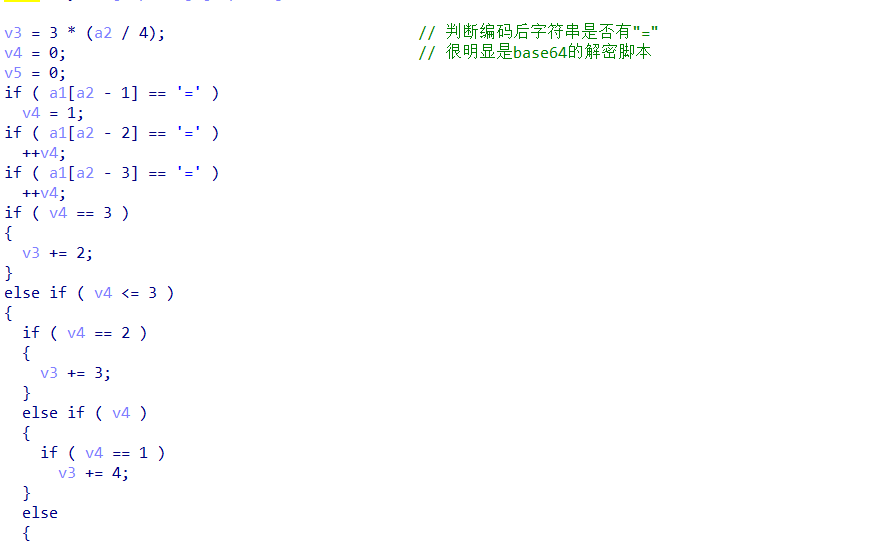 v3 = 3 * (a2 / 4); // 判断编码后字符串是否有"="
v4 = 0; // 很明显是base64的解密脚本
v5 = 0;
if ( a1[a2 - 1] == '=' )
  v4 = 1;
if ( a1[a2 - 2] == '=' )
  ++v4;
if ( a1[a2 - 3] == '=' )
  ++v4;
if ( v4 == 3 )
{
  v3 += 2;
}
else if ( v4 <= 3 )
{
  if ( v4 == 2 )
  {
    v3 += 3;
  }
  else if ( v4 )
  {
    if ( v4 == 1 )
      v3 += 4;
  }
  else
  {